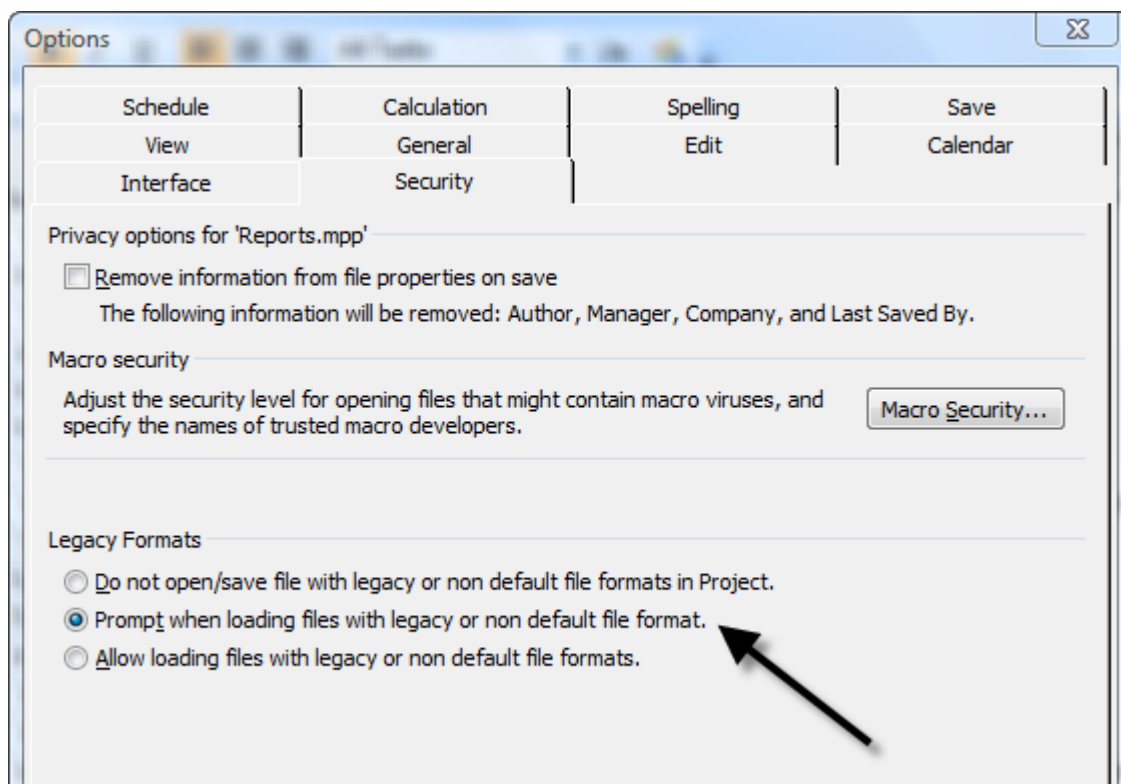 Options
Schedule Calculation Spelling Save
View General Edit Calendar
Interface Security
Privacy options for 'Reports.mpp'
Remove information from file properties on save
The following information will be removed: Author, Manager, Company, and Last Saved By.
Macro security
Adjust the security level for opening files that might contain macro viruses, and
specify the names of trusted macro developers.
Macro Security...
Legacy Formats
Do not open/save file with legacy or non default file formats in Project.
Prompt when loading files with legacy or non default file format.
Allow loading files with legacy or non default file formats.